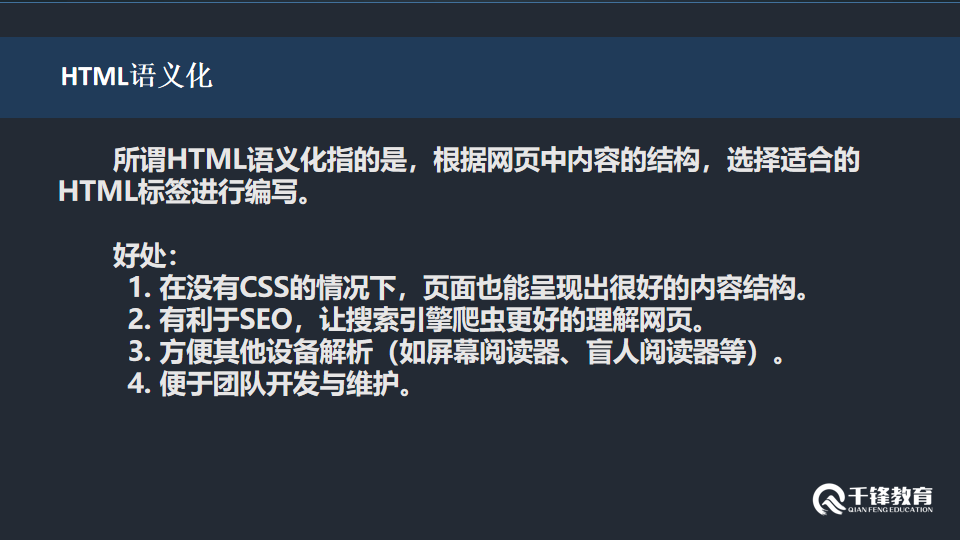 HTML语义化
所谓HTML语义化指的是，根据网页中内容的结构，选择适合的
HTML标签进行编写。
好处：
1. 在没有CSS的情况下，页面也能呈现出很好的内容结构。
2. 有利于SEO，让搜索引擎爬虫更好的理解网页。
3. 方便其他设备解析（如屏幕阅读器、盲人阅读器等）。
4. 便于团队开发与维护。
千锋教育
QIAN FENG EDUCATION